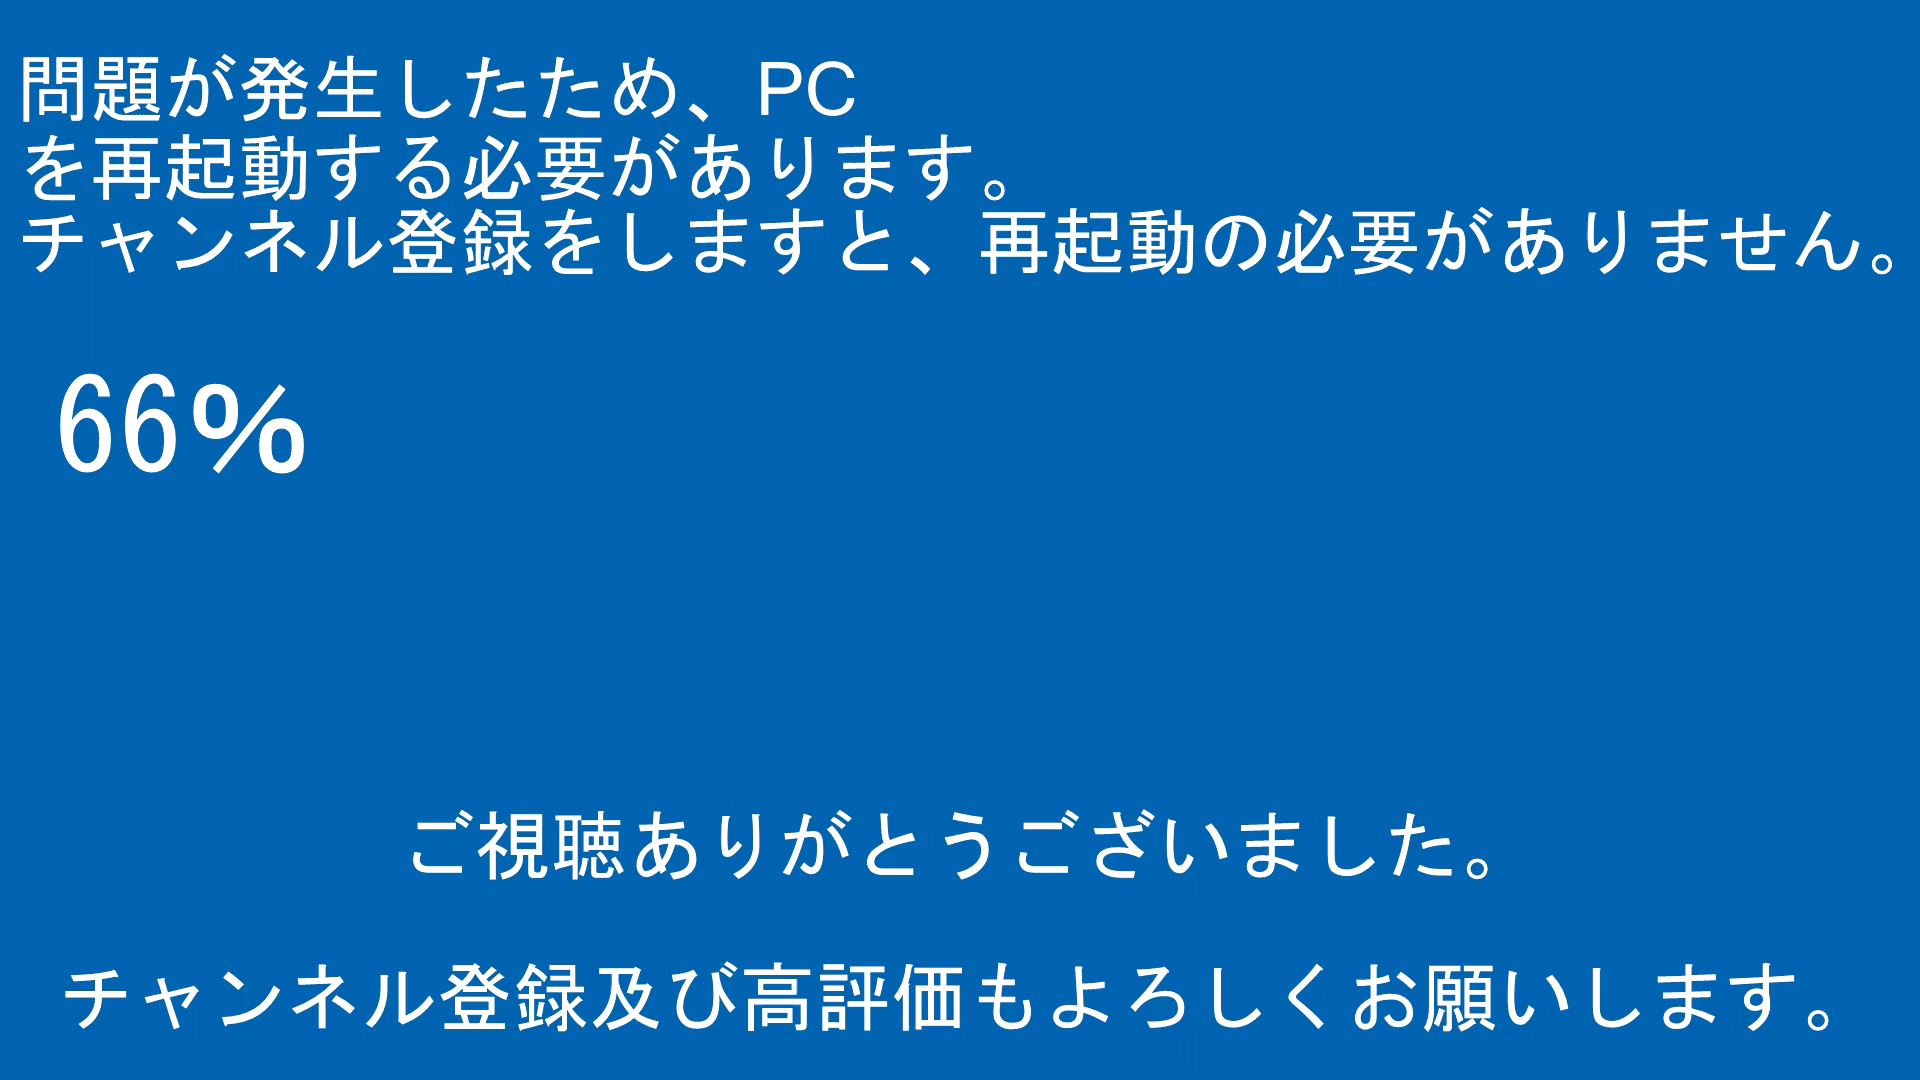 問題が発生したため、PC
を再起動する必要があります。
チャンネル登録をしますと、再起動の必要がありません。
66%
ご視聴ありがとうございました。
チャンネル登録及び高評価もよろしくお願いします。